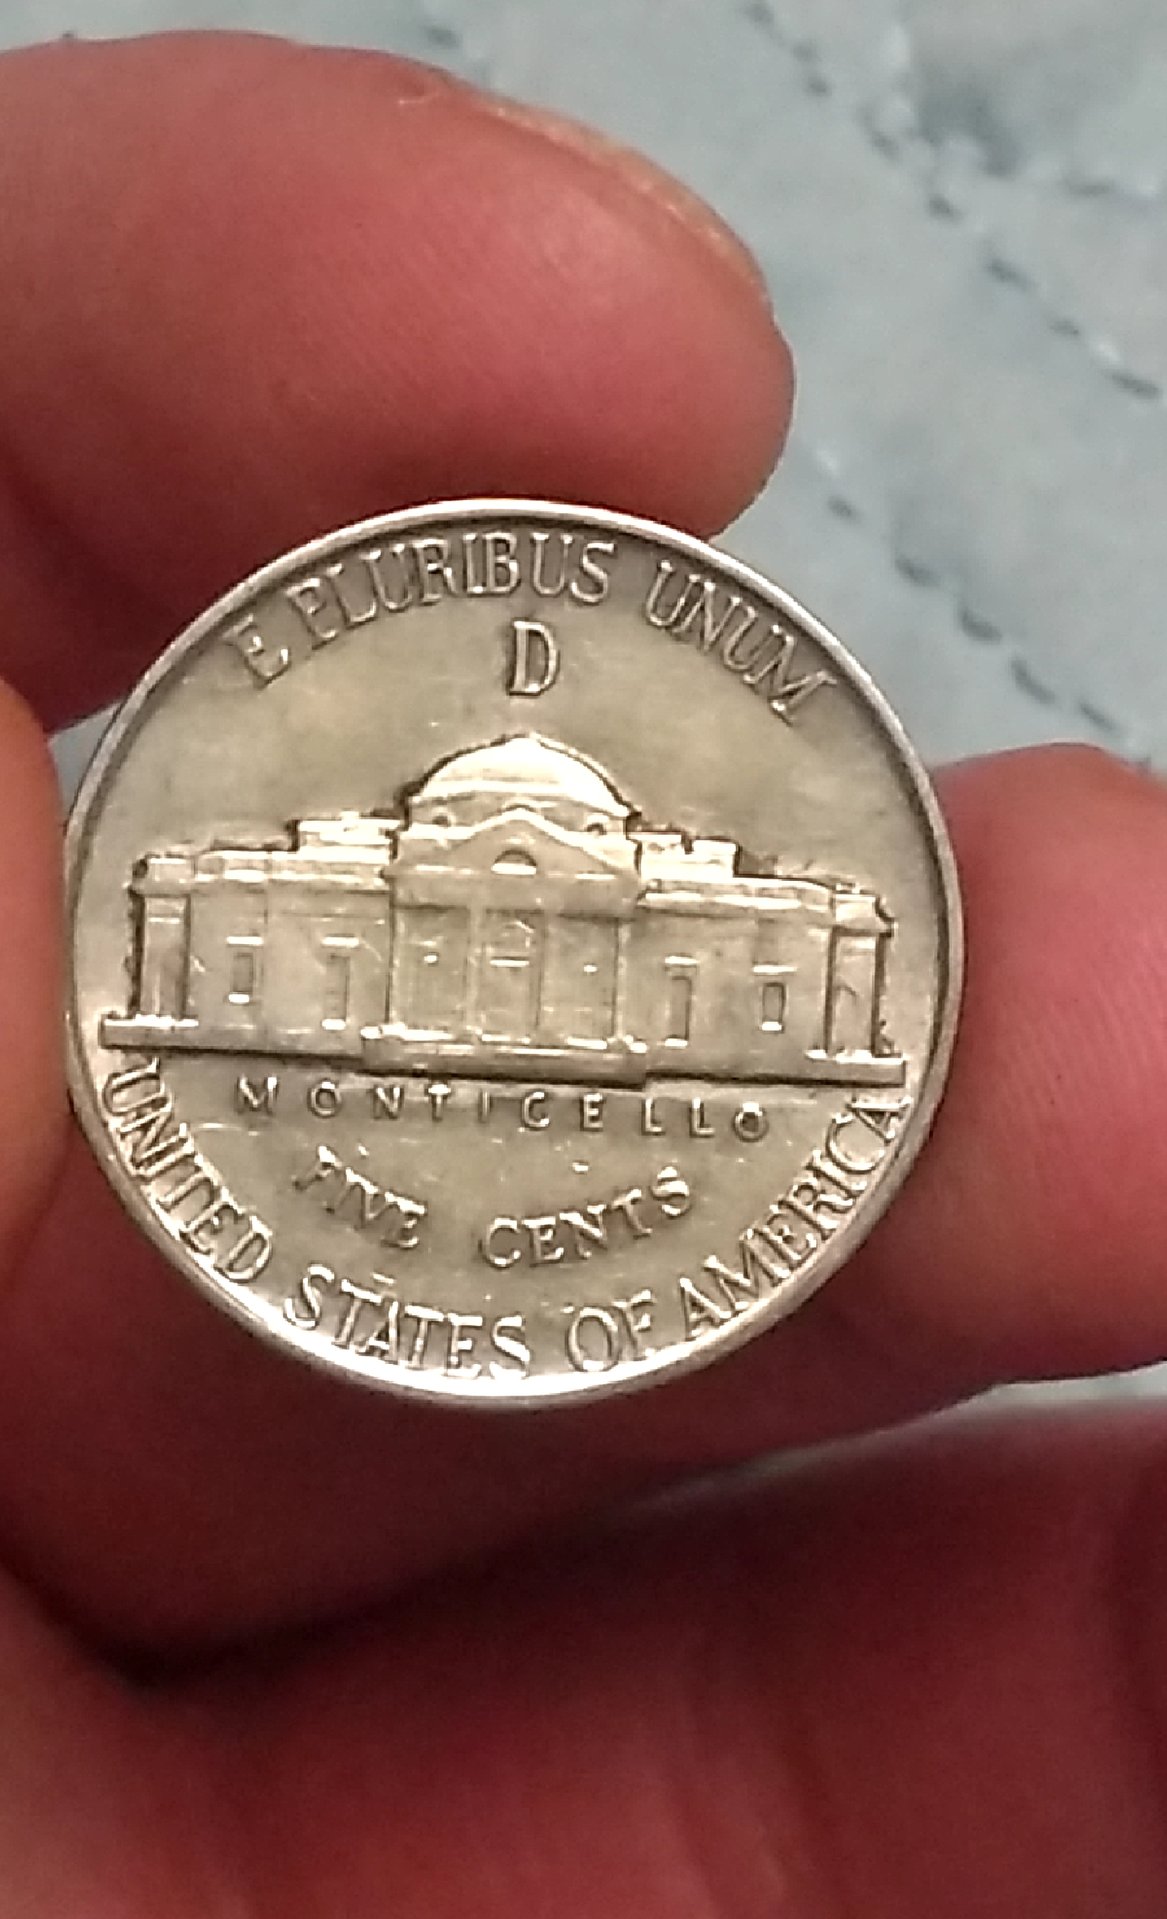 E PLURIBUS UNUM
D
MONTICELLO
FIVE CENTS
UNITED STATES OF AMERICA